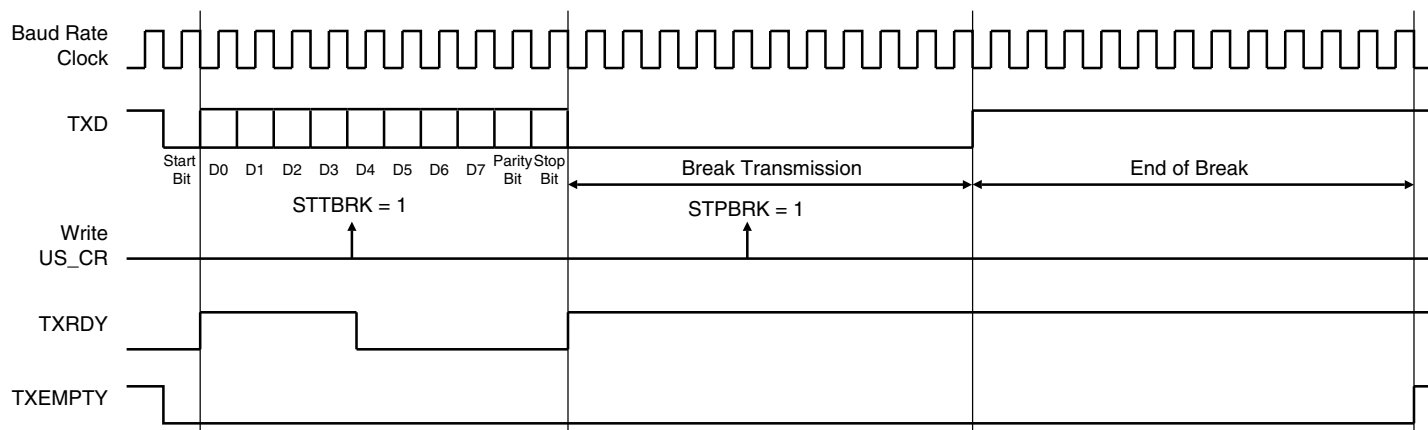 Baud Rate
Clock
TXD
Start
Bit
D0 D1 D2 D3 D4 D5 D6 D7
Parity
Bit
Stop
Bit
Break Transmission
End of Break
STTBRK = 1
STPBRK = 1
Write
US_CR
TXRDY
TXEMPTY